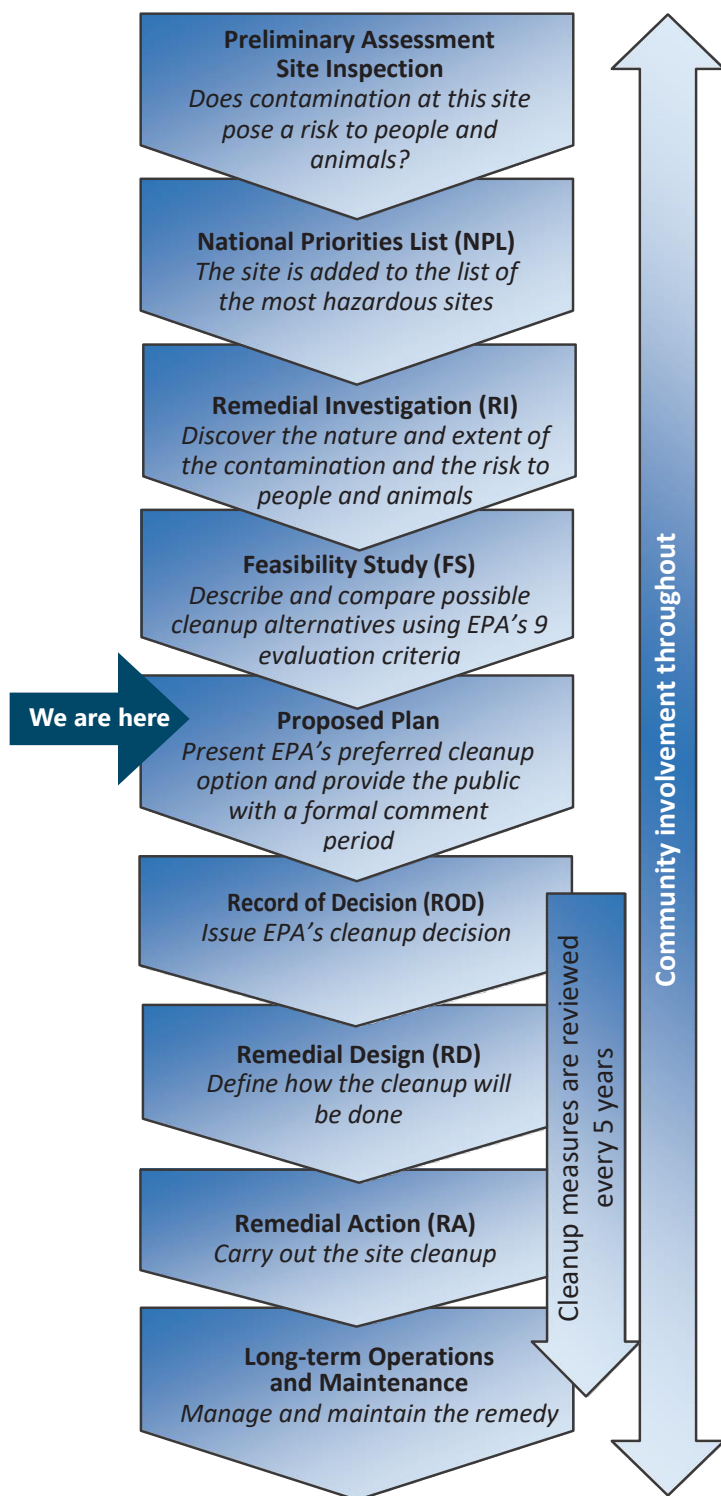 Preliminary Assessment
Site Inspection
Does contamination at this site
pose a risk to people and
animals?
National Priorities List (NPL)
The site is added to the list of
the most hazardous sites
Remedial Investigation (RI)
Discover the nature and extent of
the contamination and the risk to
people and animals
Feasibility Study (FS)
Describe and compare possible
cleanup alternatives using EPA's 9
evaluation criteria
We are here
Proposed Plan
Present EPA's preferred cleanup
option and provide the public
with a formal comment
period
Record of Decision (ROD)
Issue EPA's cleanup decision
Remedial Design (RD)
Define how the cleanup will
be done
Remedial Action (RA)
Carry out the site cleanup
Long-term Operations
and Maintenance
Manage and maintain the remedy
Cleanup measures are reviewed
every 5 years
Community involvement throughout